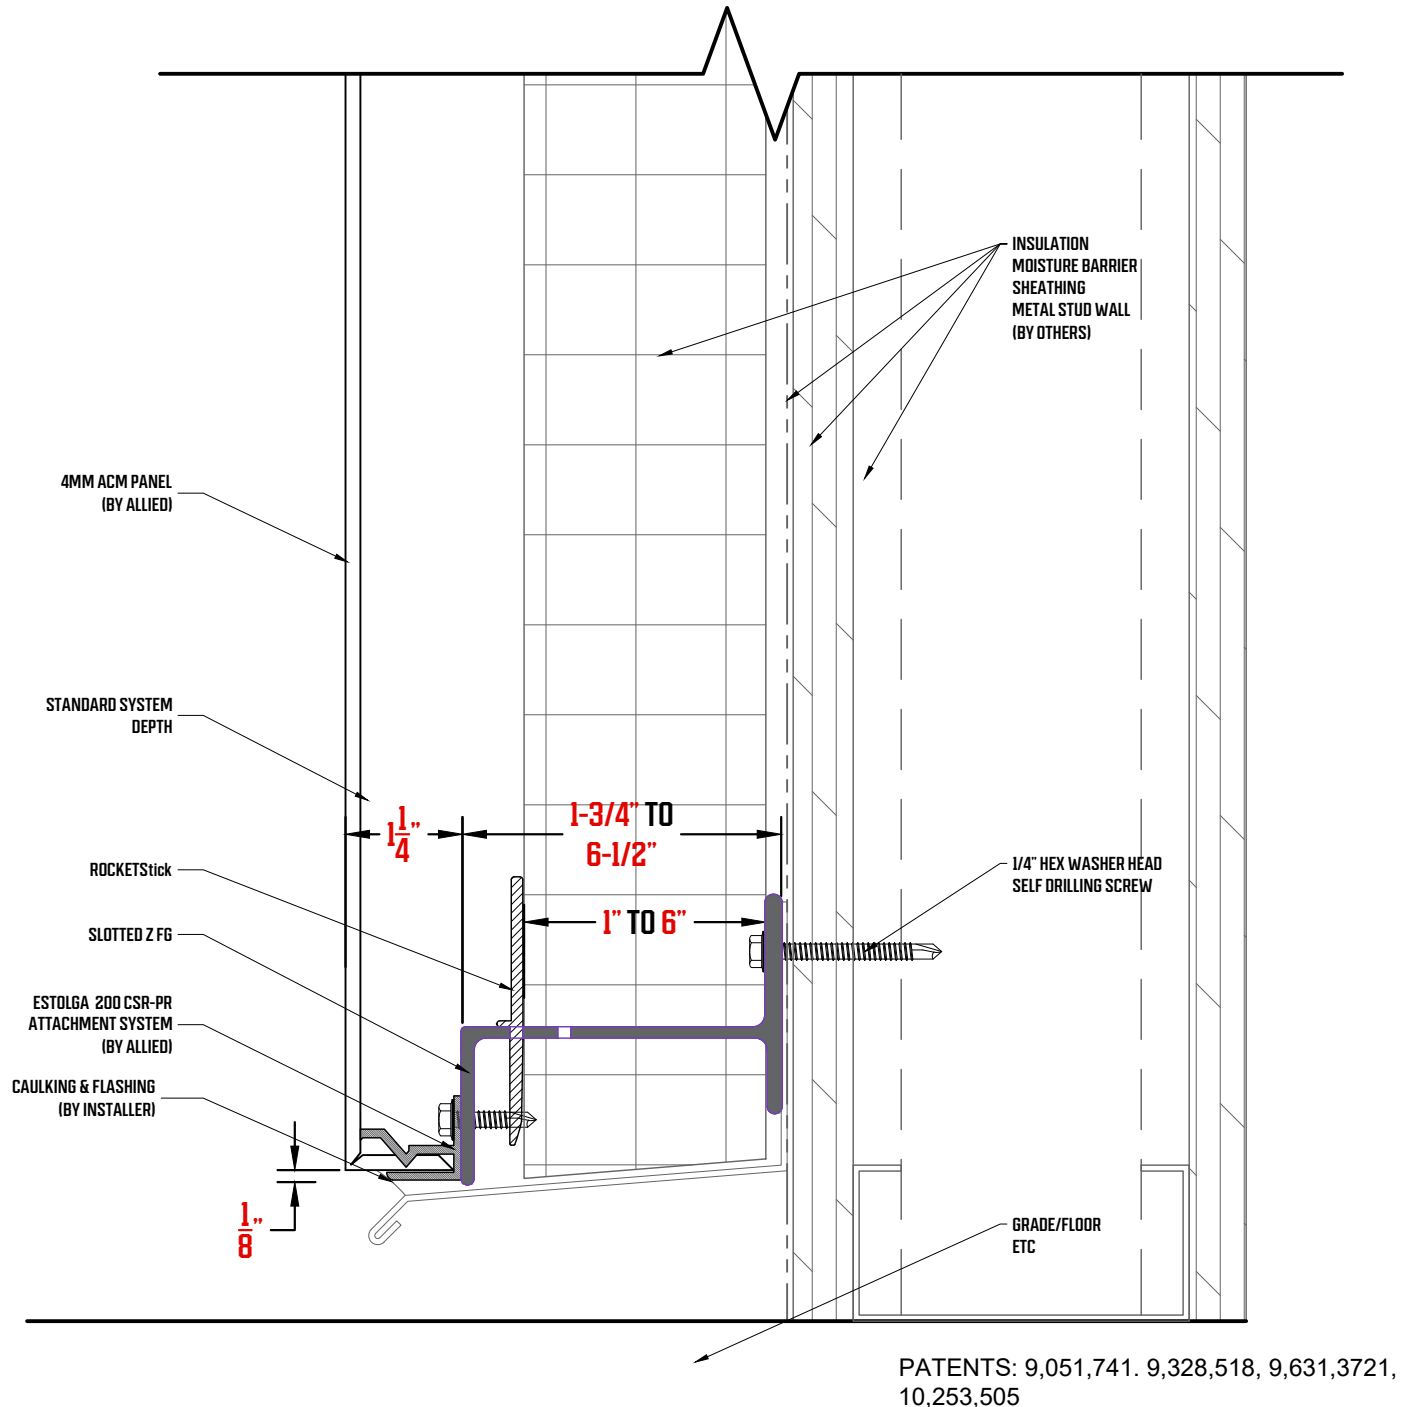 INSULATION
MOISTURE BARRIER
SHEATHING
METAL STUD WALL
(BY OTHERS)
4MM ACM PANEL
(BY ALLIED)
STANDARD SYSTEM
DEPTH
1 1/4"
1-3/4" TO
6-1/2"
ROCKETStick
1/4" HEX WASHER HEAD
SELF DRILLING SCREW
1" TO 6"
SLOTTED Z FG
ESTOLGA 200 CSR-PR
ATTACHMENT SYSTEM
(BY ALLIED)
CAULKING & FLASHING
(BY INSTALLER)
1/8"
GRADE/FLOOR
ETC
PATENTS: 9,051,741. 9,328,518, 9,631,3721,
10,253,505